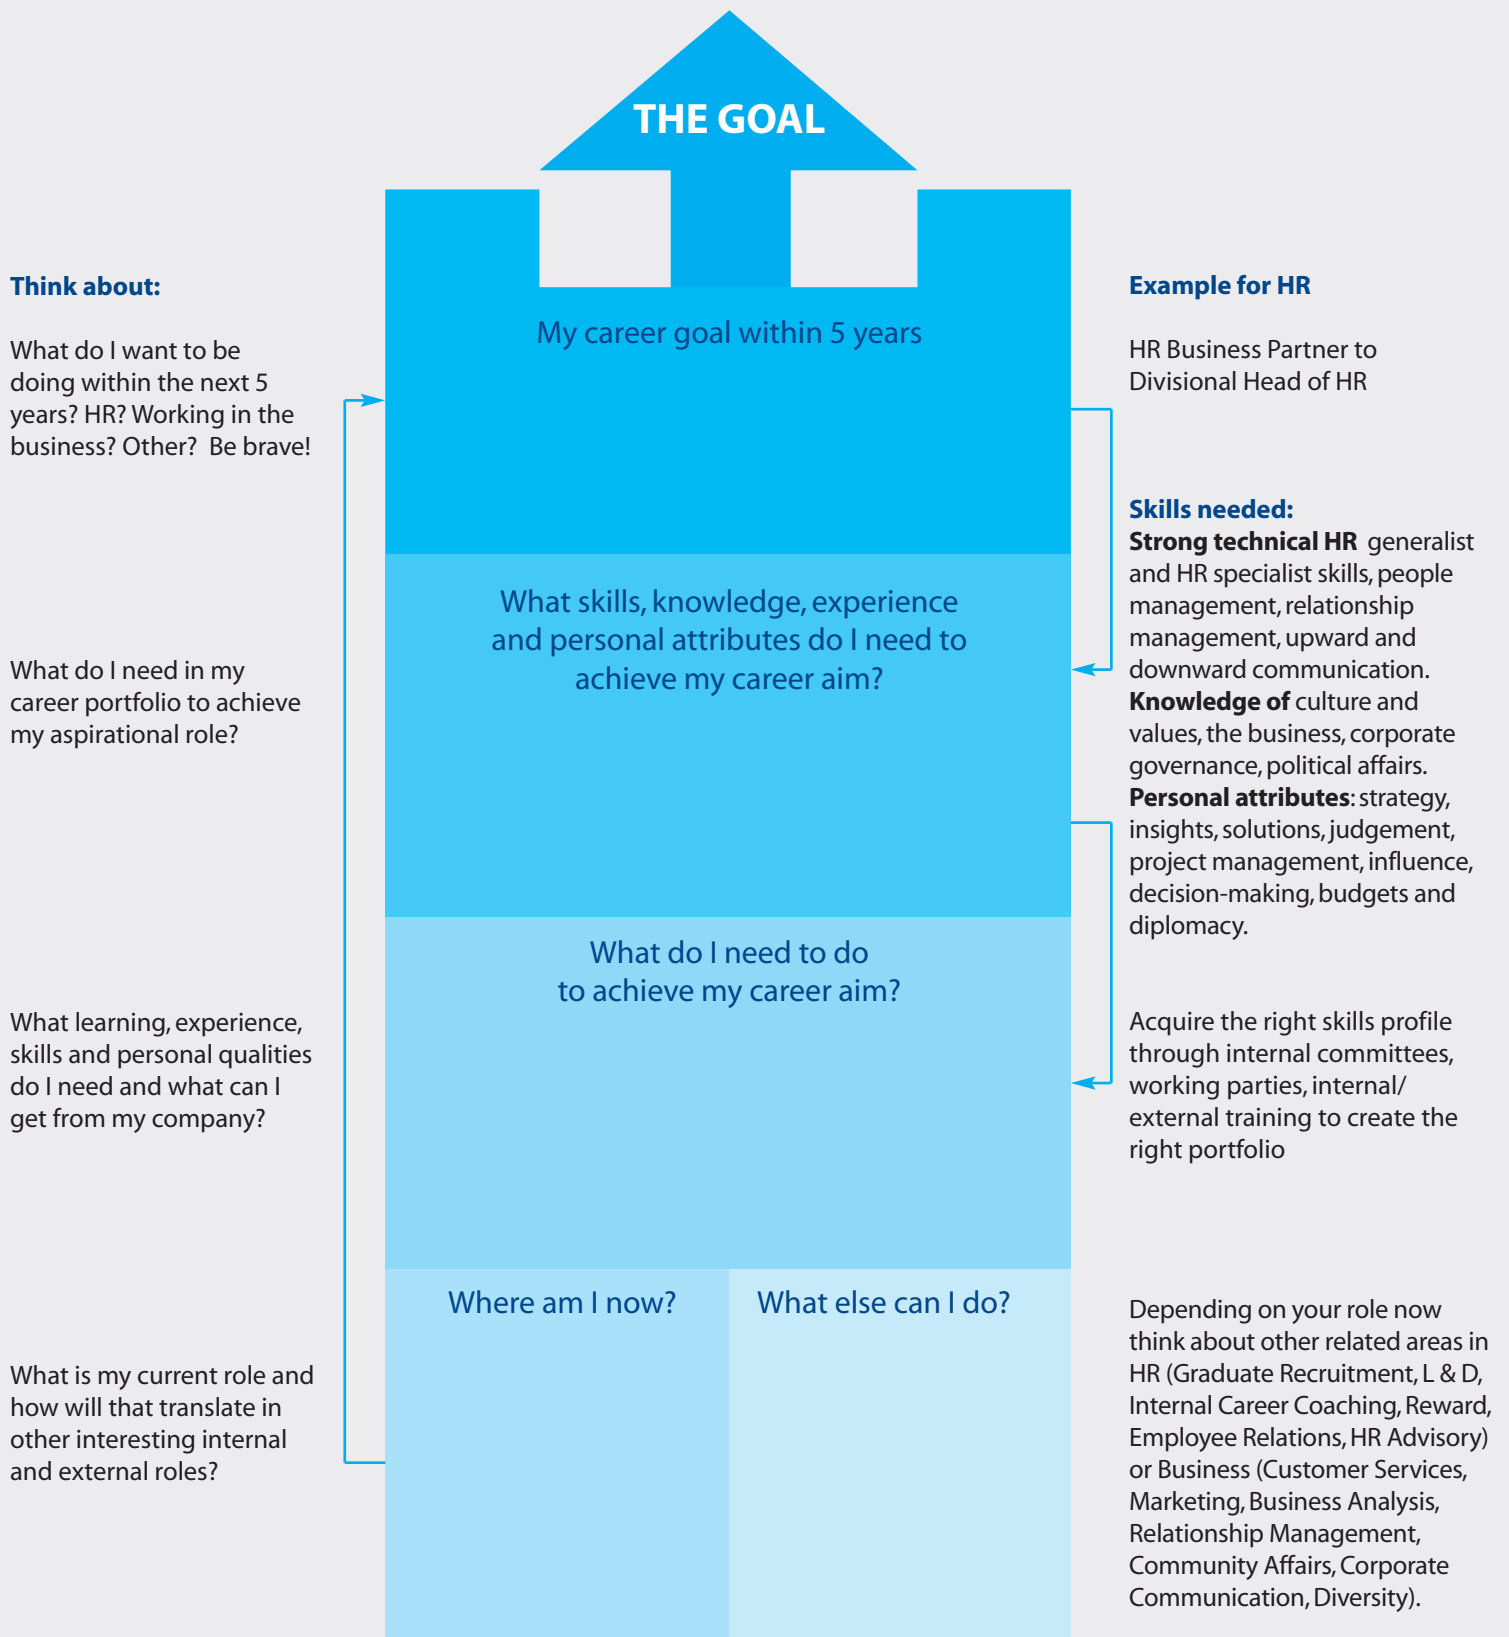 THE GOAL
Think about:
What do I want to be
doing within the next 5
years? HR? Working in the
business? Other?  Be brave!
What do I need in my
career portfolio to achieve
my aspirational role?
What learning, experience,
skills and personal qualities
do I need and what can I
get from my company?
What is my current role and
how will that translate in
other interesting internal
and external roles?
My career goal within 5 years
What skills, knowledge, experience
and personal attributes do I need to
achieve my career aim?
What do I need to do
to achieve my career aim?
Where am I now?
What else can I do?
Example for HR
HR Business Partner to
Divisional Head of HR
Skills needed:
Strong technical HR  generalist
and HR specialist skills, people
management, relationship
management, upward and
downward communication.
Knowledge of culture and
values, the business, corporate
governance, political affairs.
Personal attributes: strategy,
insights, solutions, judgement,
project management, influence,
decision-making, budgets and
diplomacy.
Acquire the right skills profile
through internal committees,
working parties, internal/
external training to create the
right portfolio
Depending on your role now
think about other related areas in
HR (Graduate Recruitment, L & D,
Internal Career Coaching, Reward,
Employee Relations, HR Advisory)
or Business (Customer Services,
Marketing, Business Analysis,
Relationship Management,
Community Affairs, Corporate
Communication, Diversity).